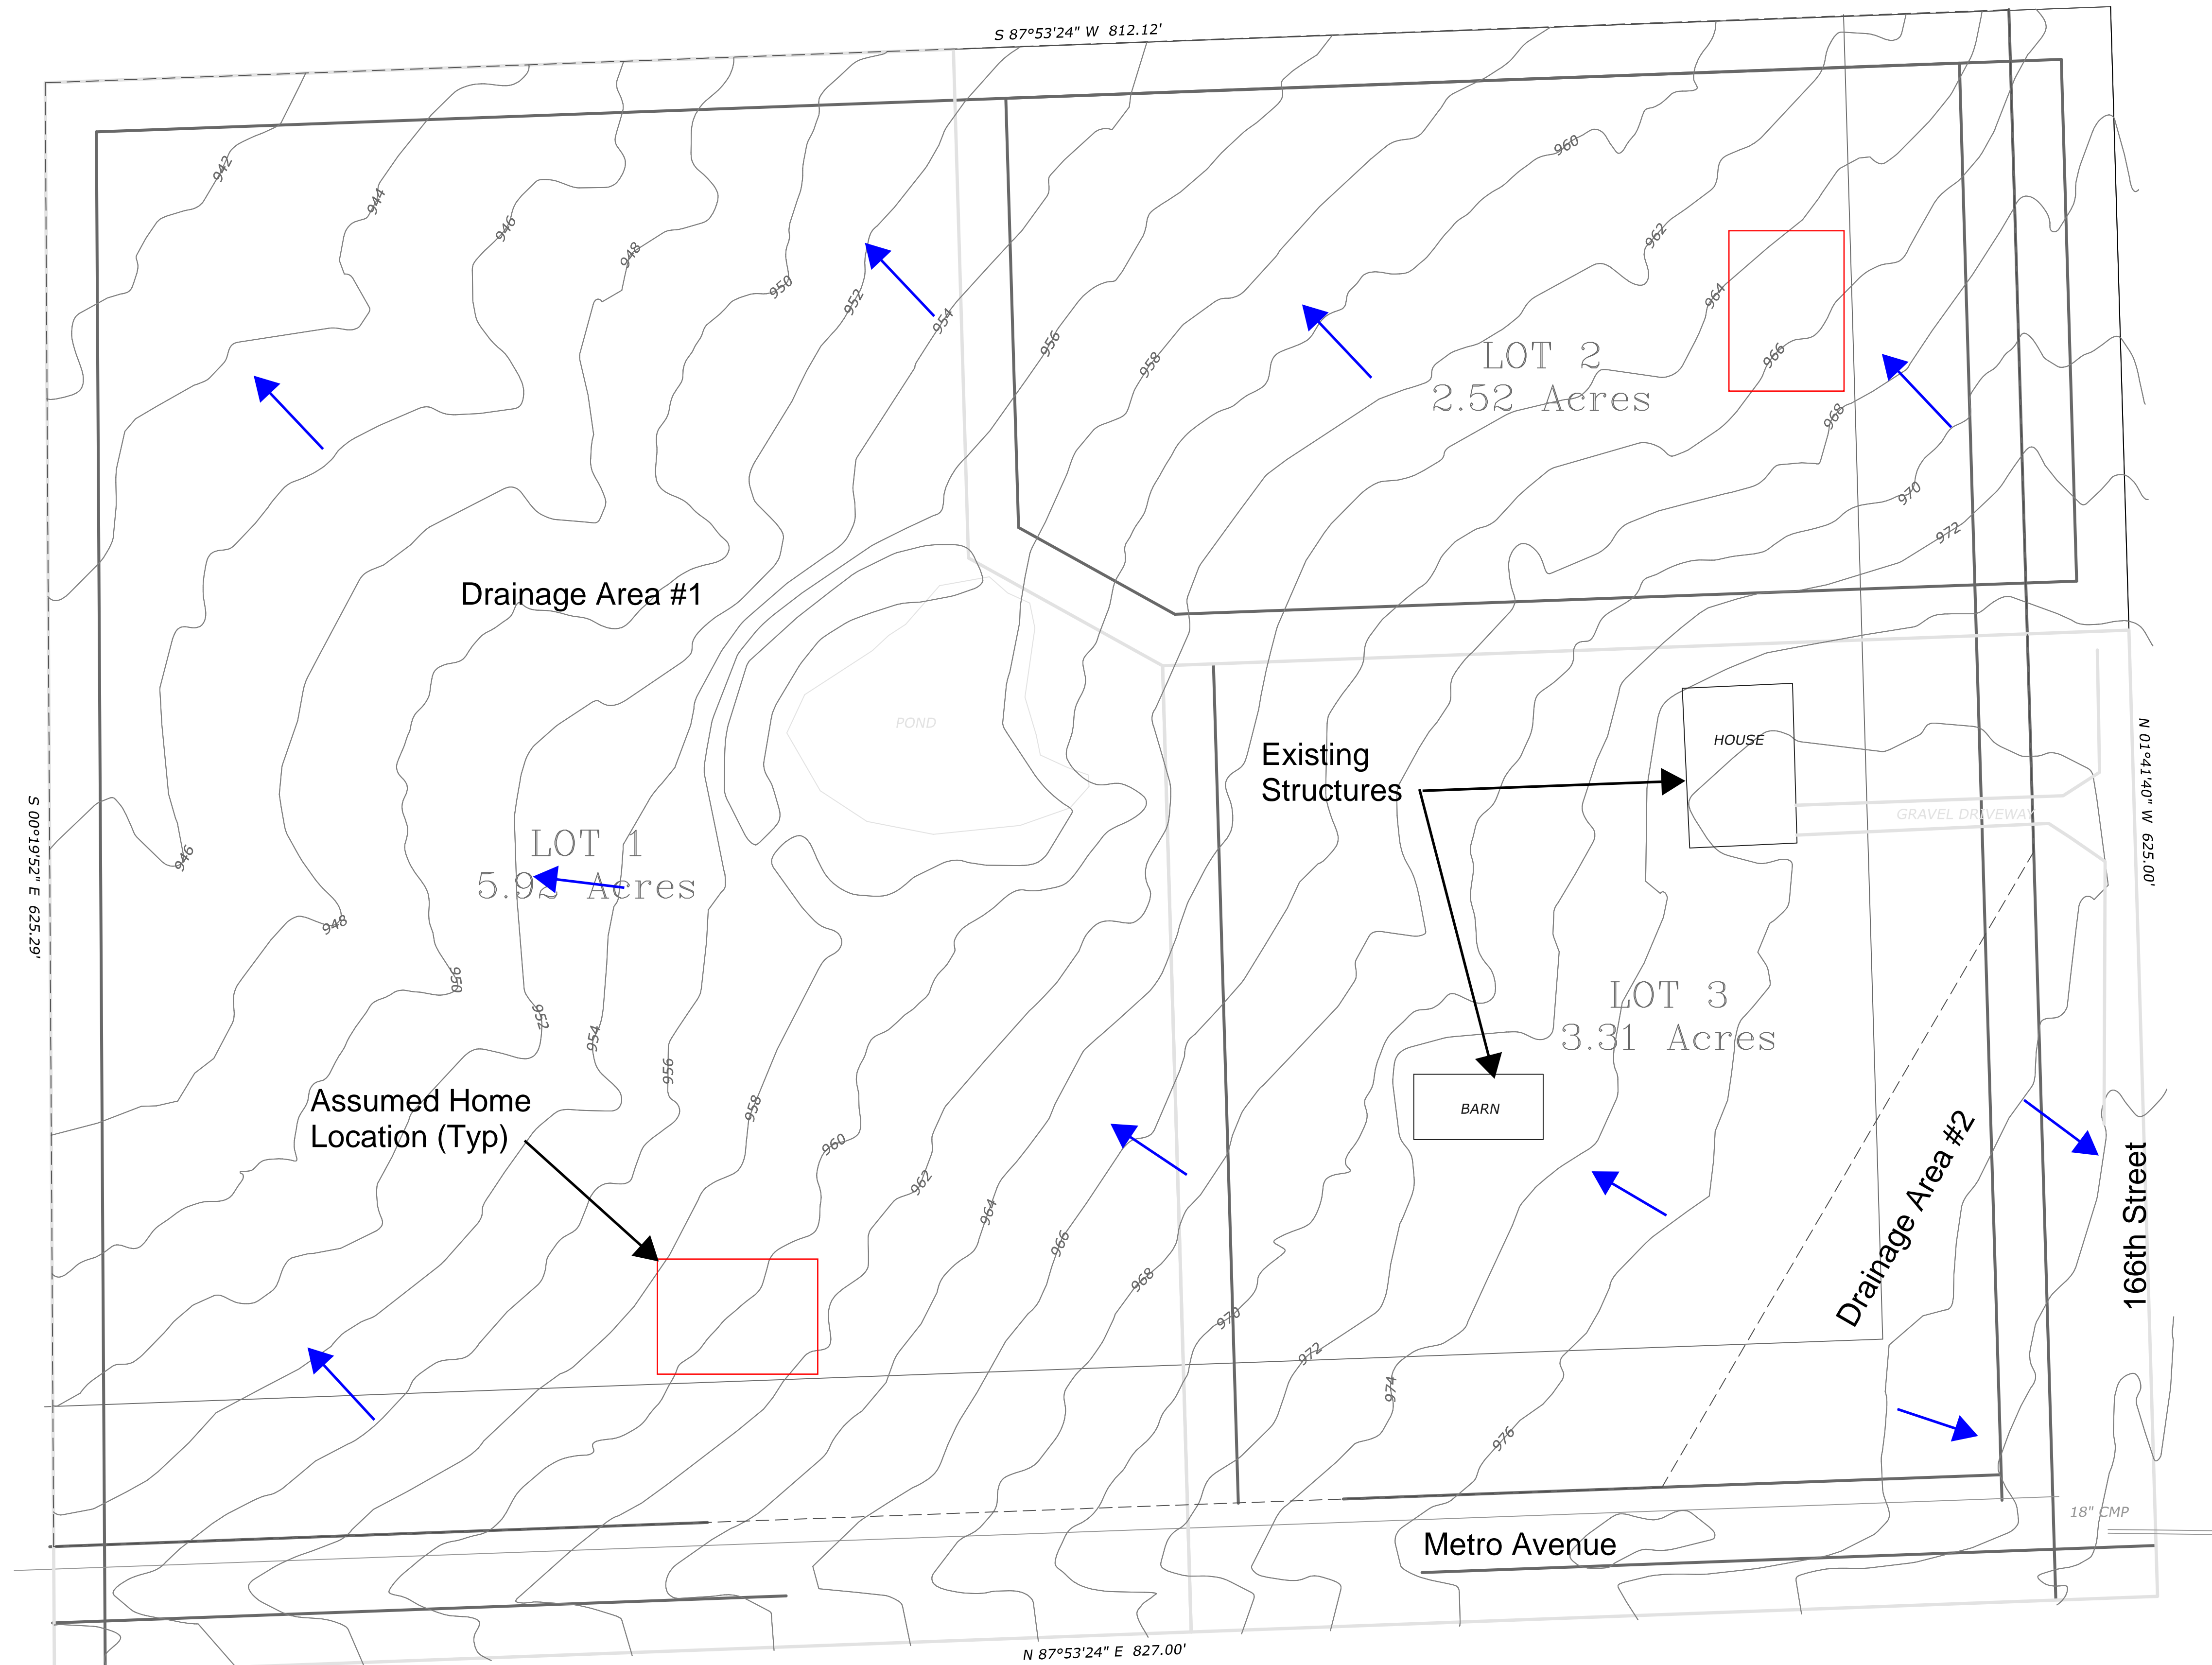 S 87°53'24" W  812.12'
942
944
946
948
950
952
954
956
958
960
962
964
966
968
970
972
LOT 2
2.52 Acres
Drainage Area #1
POND
Existing
Structures
HOUSE
GRAVEL DRIVEWAY
N 01°41'40" W  625.00'
S 00°19'52" E  625.29'
LOT 1
5.92 Acres
946
948
950
952
954
956
958
960
962
964
966
968
970
972
974
976
LOT 3
3.31 Acres
BARN
Assumed Home
Location (Typ)
Drainage Area #2
166th Street
18" CMP
Metro Avenue
N 87°53'24" E  827.00'